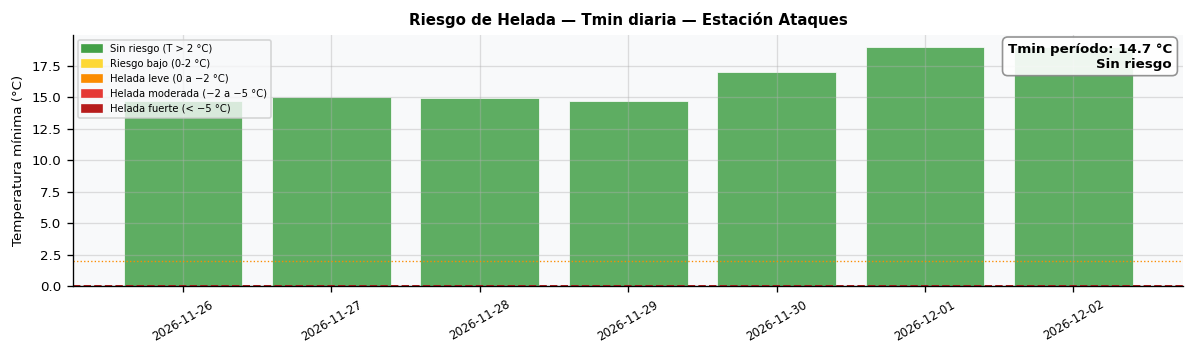 Riesgo de Helada — Tmin diaria — Estación Ataques
Sin riesgo (T > 2 °C)
Riesgo bajo (0-2 °C)
Helada leve (0 a −2 °C)
Helada moderada (−2 a −5 °C)
Helada fuerte (< −5 °C)
Tmin período: 14.7 °C
Sin riesgo
Temperatura mínima (°C)
17.5
15.0
12.5
10.0
7.5
5.0
2.5
0.0
2026-11-26
2026-11-27
2026-11-28
2026-11-29
2026-11-30
2026-12-01
2026-12-02